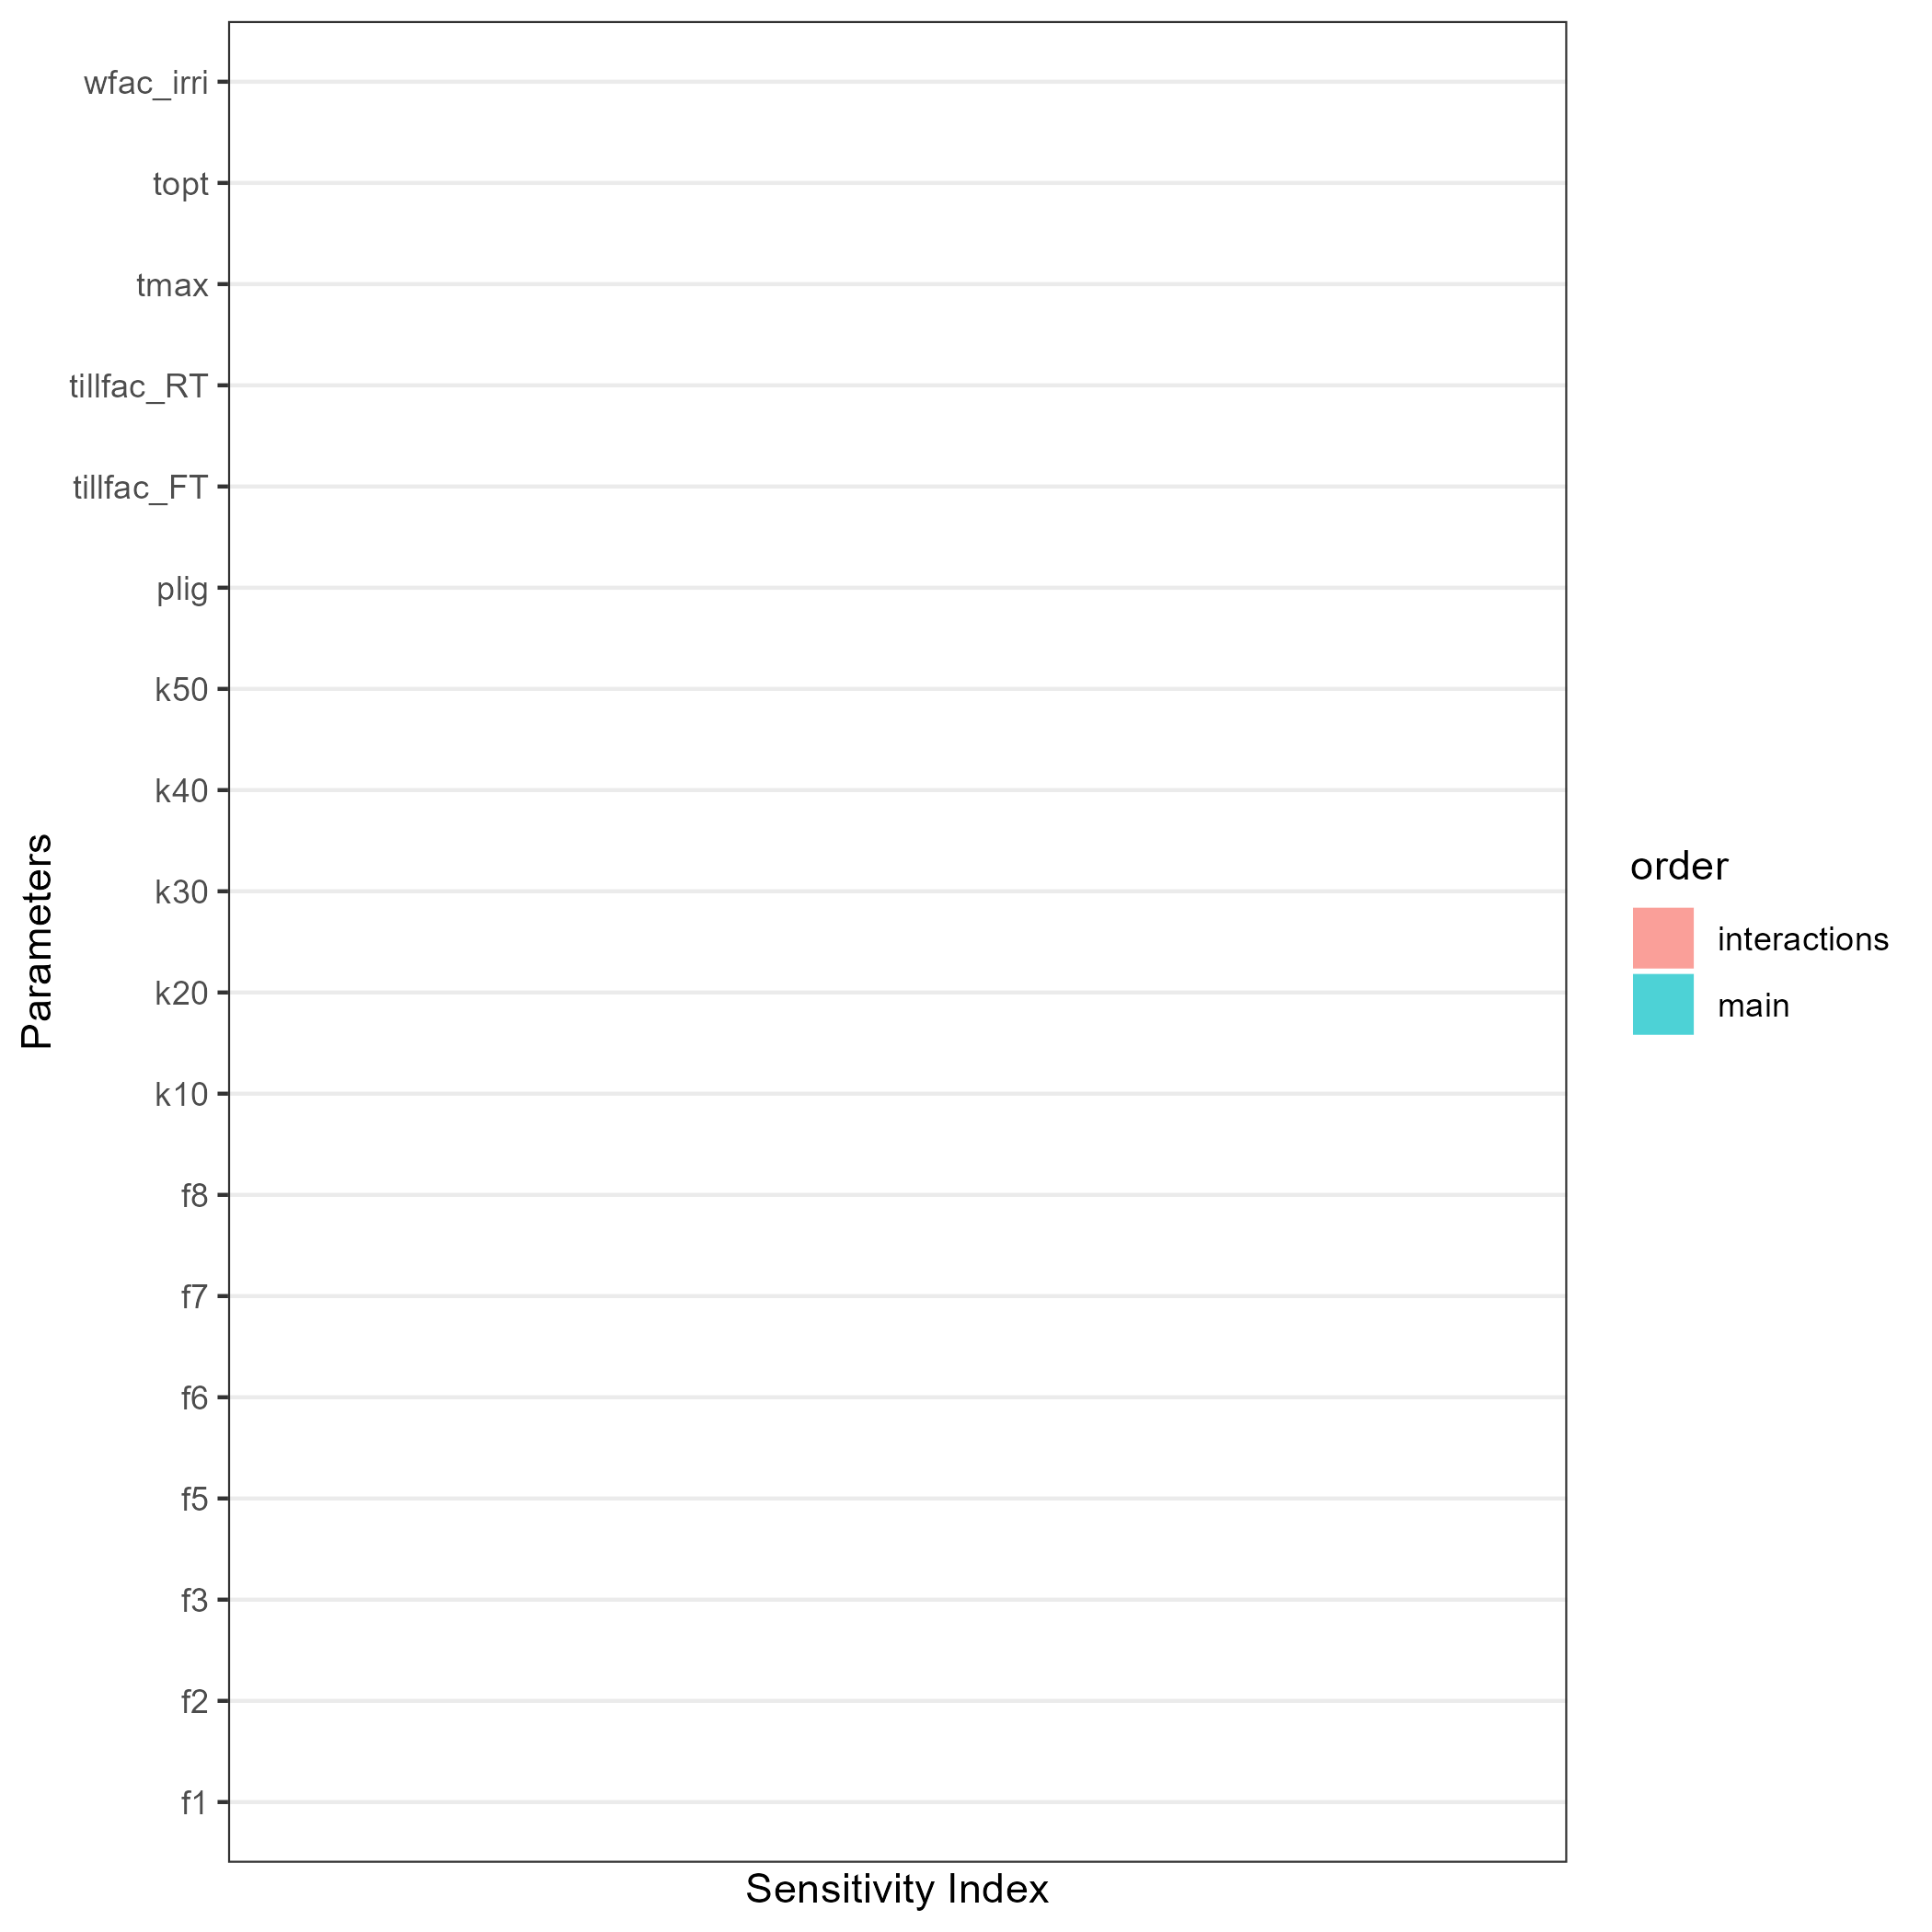 wfac_irri
topt
tmax
tillfac_RT
tillfac_FT
plig
k50
k40
k30
k20
k10
f8
f7
f6
f5
f3
f2
f1
Parameters
Sensitivity Index
order
interactions
main